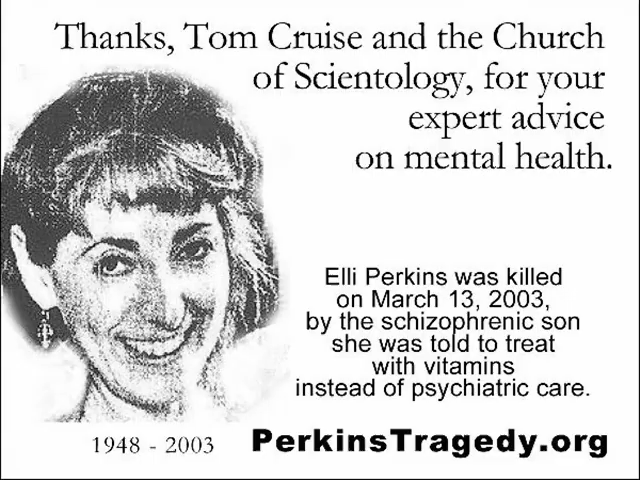 Thanks, Tom Cruise and the Church
of Scientology, for your
expert advice
on mental health.
Elli Perkins was killed
on March 13, 2003,
by the schizophrenic son
she was told to treat
with vitamins
instead of psychiatric care.
1948 - 2003
PerkinsTragedy.org